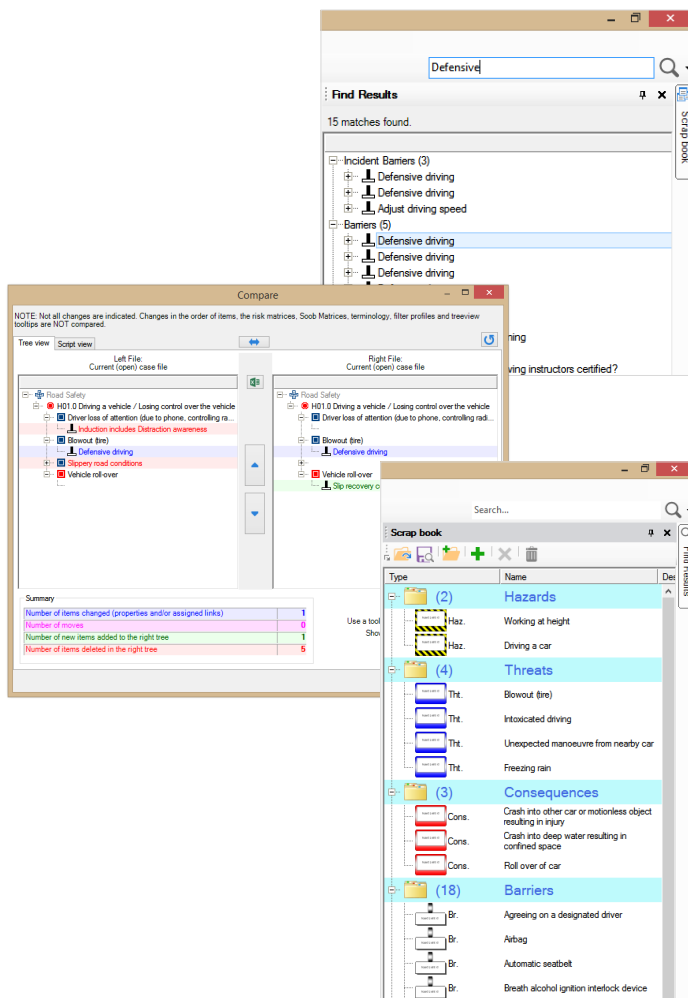 Defensive
Find Results
15 matches found.
Scrap book
Incident Barriers (3)
Defensive driving
Defensive driving
Adjust driving speed
Barriers (5)
Defensive driving
Defensive driving
Defensive driving
ning
ving instructors certified?
Compare
NOTE: Not all changes are indicated. Changes in the order of items, the risk matrices, Soob Matrices, terminology, filter profiles and treeview
tooltips are NOT compared.
Tree view Script view
Left File:
Current (open) case file
Right File:
Current (open) case file
Road Safety
H01.0 Driving a vehicle / Losing control over the vehicle
Driver loss of attention (due to phone, controlling ra...
Induction includes Distraction awareness
Blowout (tire)
Defensive driving
Slippery road conditions
Vehicle roll-over
Road Safety
H01.0 Driving a vehicle / Losing control over the vehicle
Driver loss of attention (due to phone, controlling radi...
Blowout (tire)
Defensive driving
Vehicle roll-over
Slip recovery c
Summary
Number of items changed (properties and/or assigned links) 1
Number of moves 0
Number of new items added to the right tree 1
Number of items deleted in the right tree 5
Use a tool
Sho
Search...
Scrap book
Find Results
Type Name Des
(2) Hazards
Haz. Working at height
Haz. Driving a car
(4) Threats
Tht. Blowout (tire)
Tht. Intoxicated driving
Tht. Unexpected manoeuvre from nearby car
Tht. Freezing rain
(3) Consequences
Cons. Crash into other car or motionless object
resulting in injury
Cons. Crash into deep water resulting in
confined space
Cons. Roll over of car
(18) Barriers
Br. Agreeing on a designated driver
Br. Airbag
Br. Automatic seatbelt
Br. Breath alcohol ignition interlock device